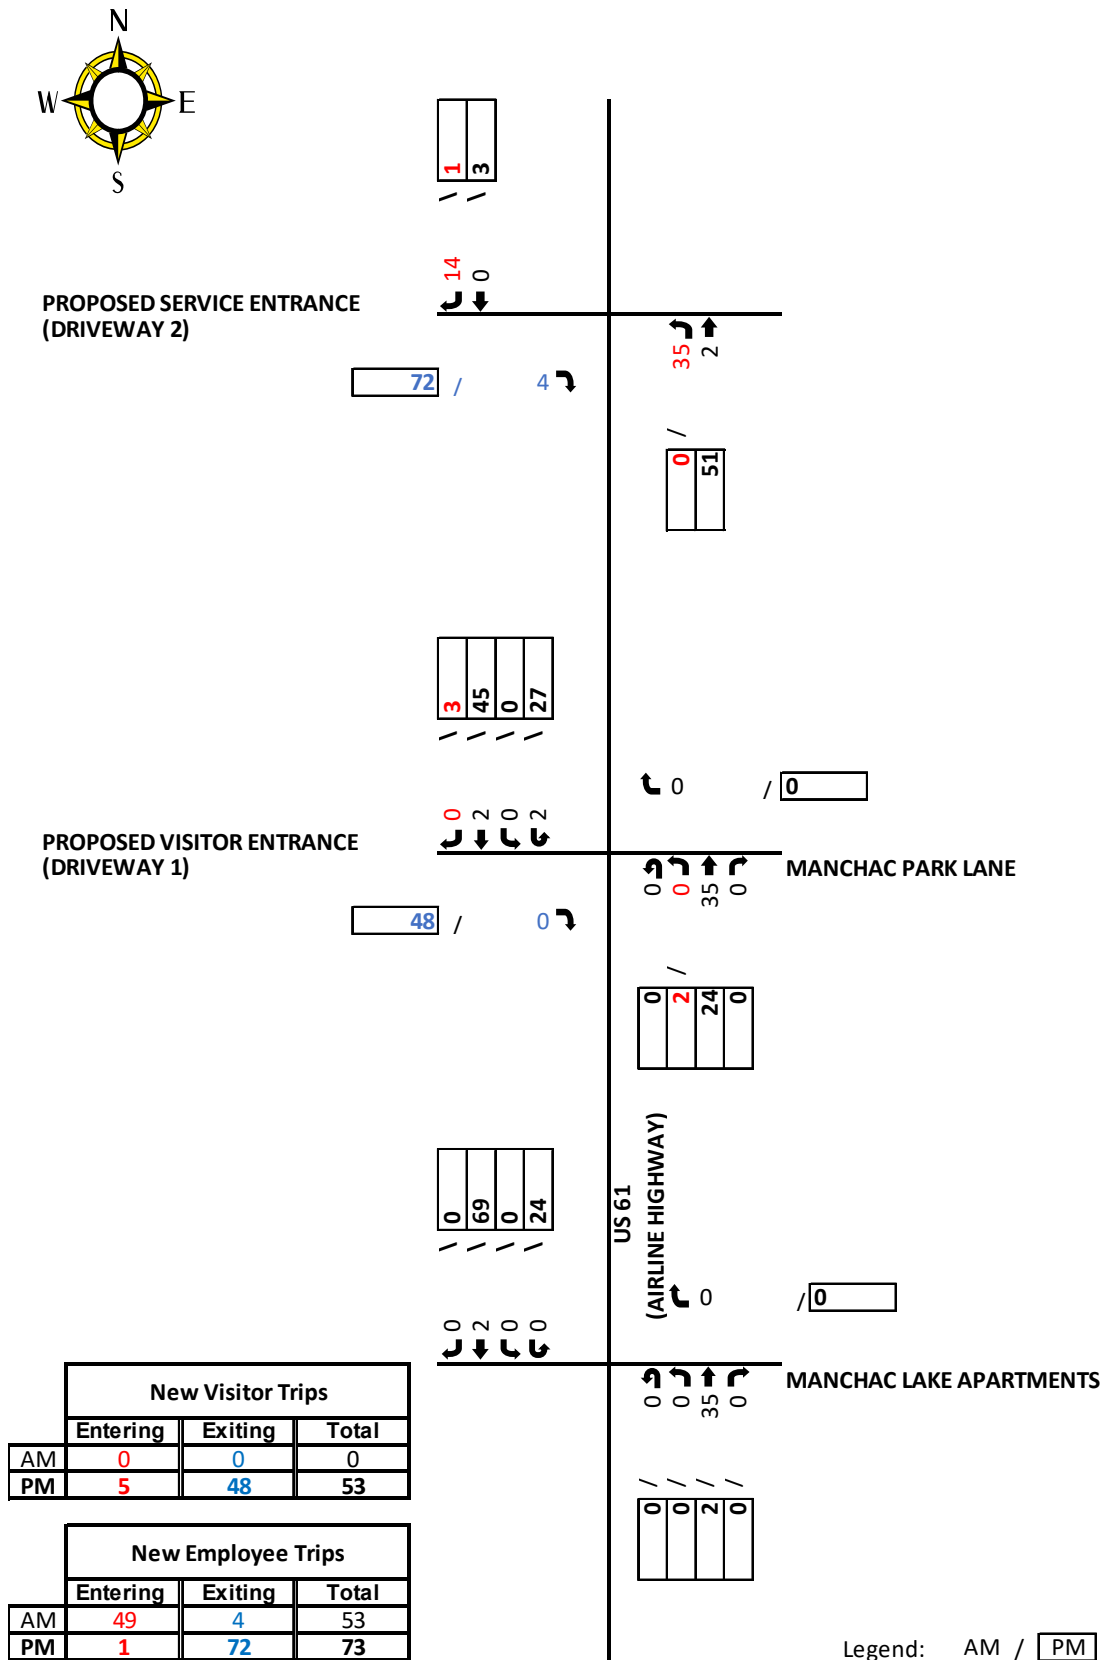 N
W E
S
1 3
/ /
14 0
PROPOSED SERVICE ENTRANCE
(DRIVEWAY 2)
35 2
72 / 4
/
0 51
3 45 0 27
/ / / /
0 / 0
0 2 0 2
PROPOSED VISITOR ENTRANCE
(DRIVEWAY 1)
MANCHAC PARK LANE
0 0 35 0
48 / 0
/
0 2 24 0
US 61
(AIRLINE HIGHWAY)
0 69 0 24
/ / / /
0 / 0
0 2 0 0
MANCHAC LAKE APARTMENTS
0 0 35 0
/ / / /
0 0 2 0
New Visitor Trips
Entering Exiting Total
AM 0 0 0
PM 5 48 53
New Employee Trips
Entering Exiting Total
AM 49 4 53
PM 1 72 73
Legend: AM / PM